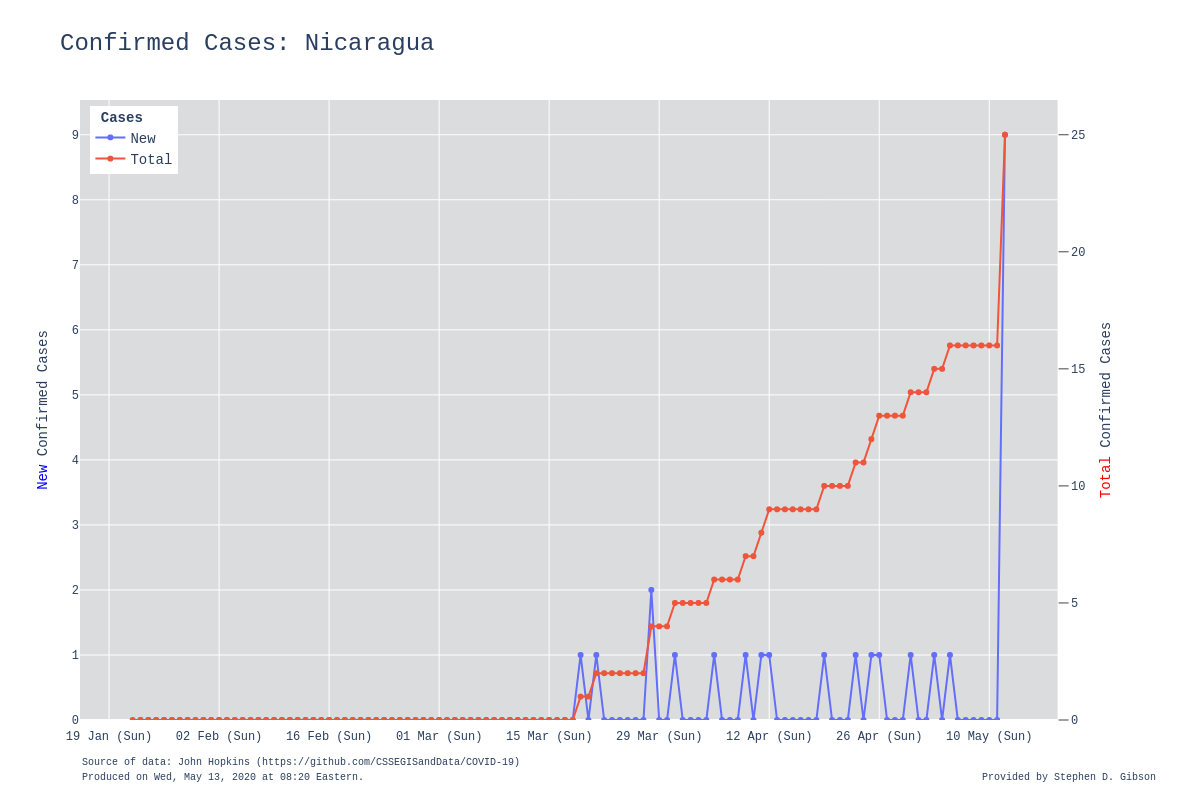 Confirmed Cases: Nicaragua
Cases
New
Total
9
8
7
6
5
4
3
2
1
0
New Confirmed Cases
25
20
15
10
5
0
Total Confirmed Cases
19 Jan (Sun) 02 Feb (Sun) 16 Feb (Sun) 01 Mar (Sun) 15 Mar (Sun) 29 Mar (Sun) 12 Apr (Sun) 26 Apr (Sun) 10 May (Sun)
Source of data: John Hopkins (https://github.com/CSSEGISandData/COVID-19)
Produced on Wed, May 13, 2020 at 08:20 Eastern.
Provided by Stephen D. Gibson